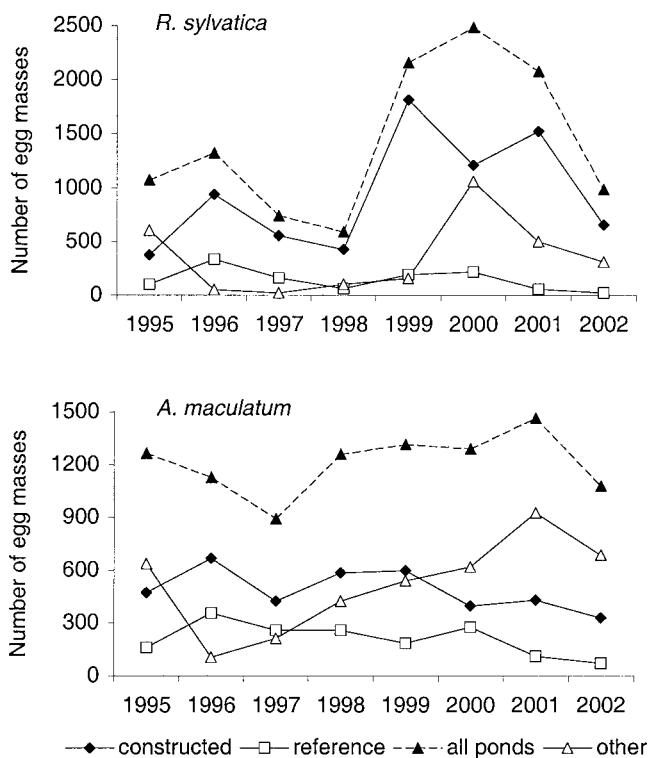 R. sylvatica
Number of egg masses
2500
2000
1500
1000
500
0
1995 1996 1997 1998 1999 2000 2001 2002
A. maculatum
Number of egg masses
1500
1200
900
600
300
0
1995 1996 1997 1998 1999 2000 2001 2002
constructed reference all ponds other